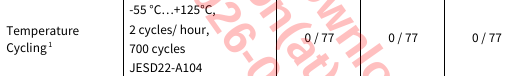 Temperature
Cycling¹
-55 °C…+125°C,
2 cycles/ hour,
700 cycles
JESD22-A104
0 / 77
0 / 77
0 / 77